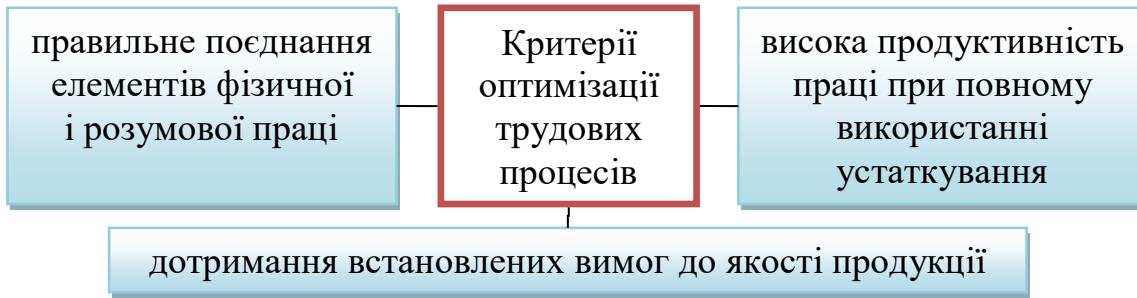 правильне поєднання
елементів фізичної
і розумової праці
Критерії
оптимізації
трудових
процесів
висока продуктивність
праці при повному
використанні
устаткування
дотримання встановлених вимог до якості продукції